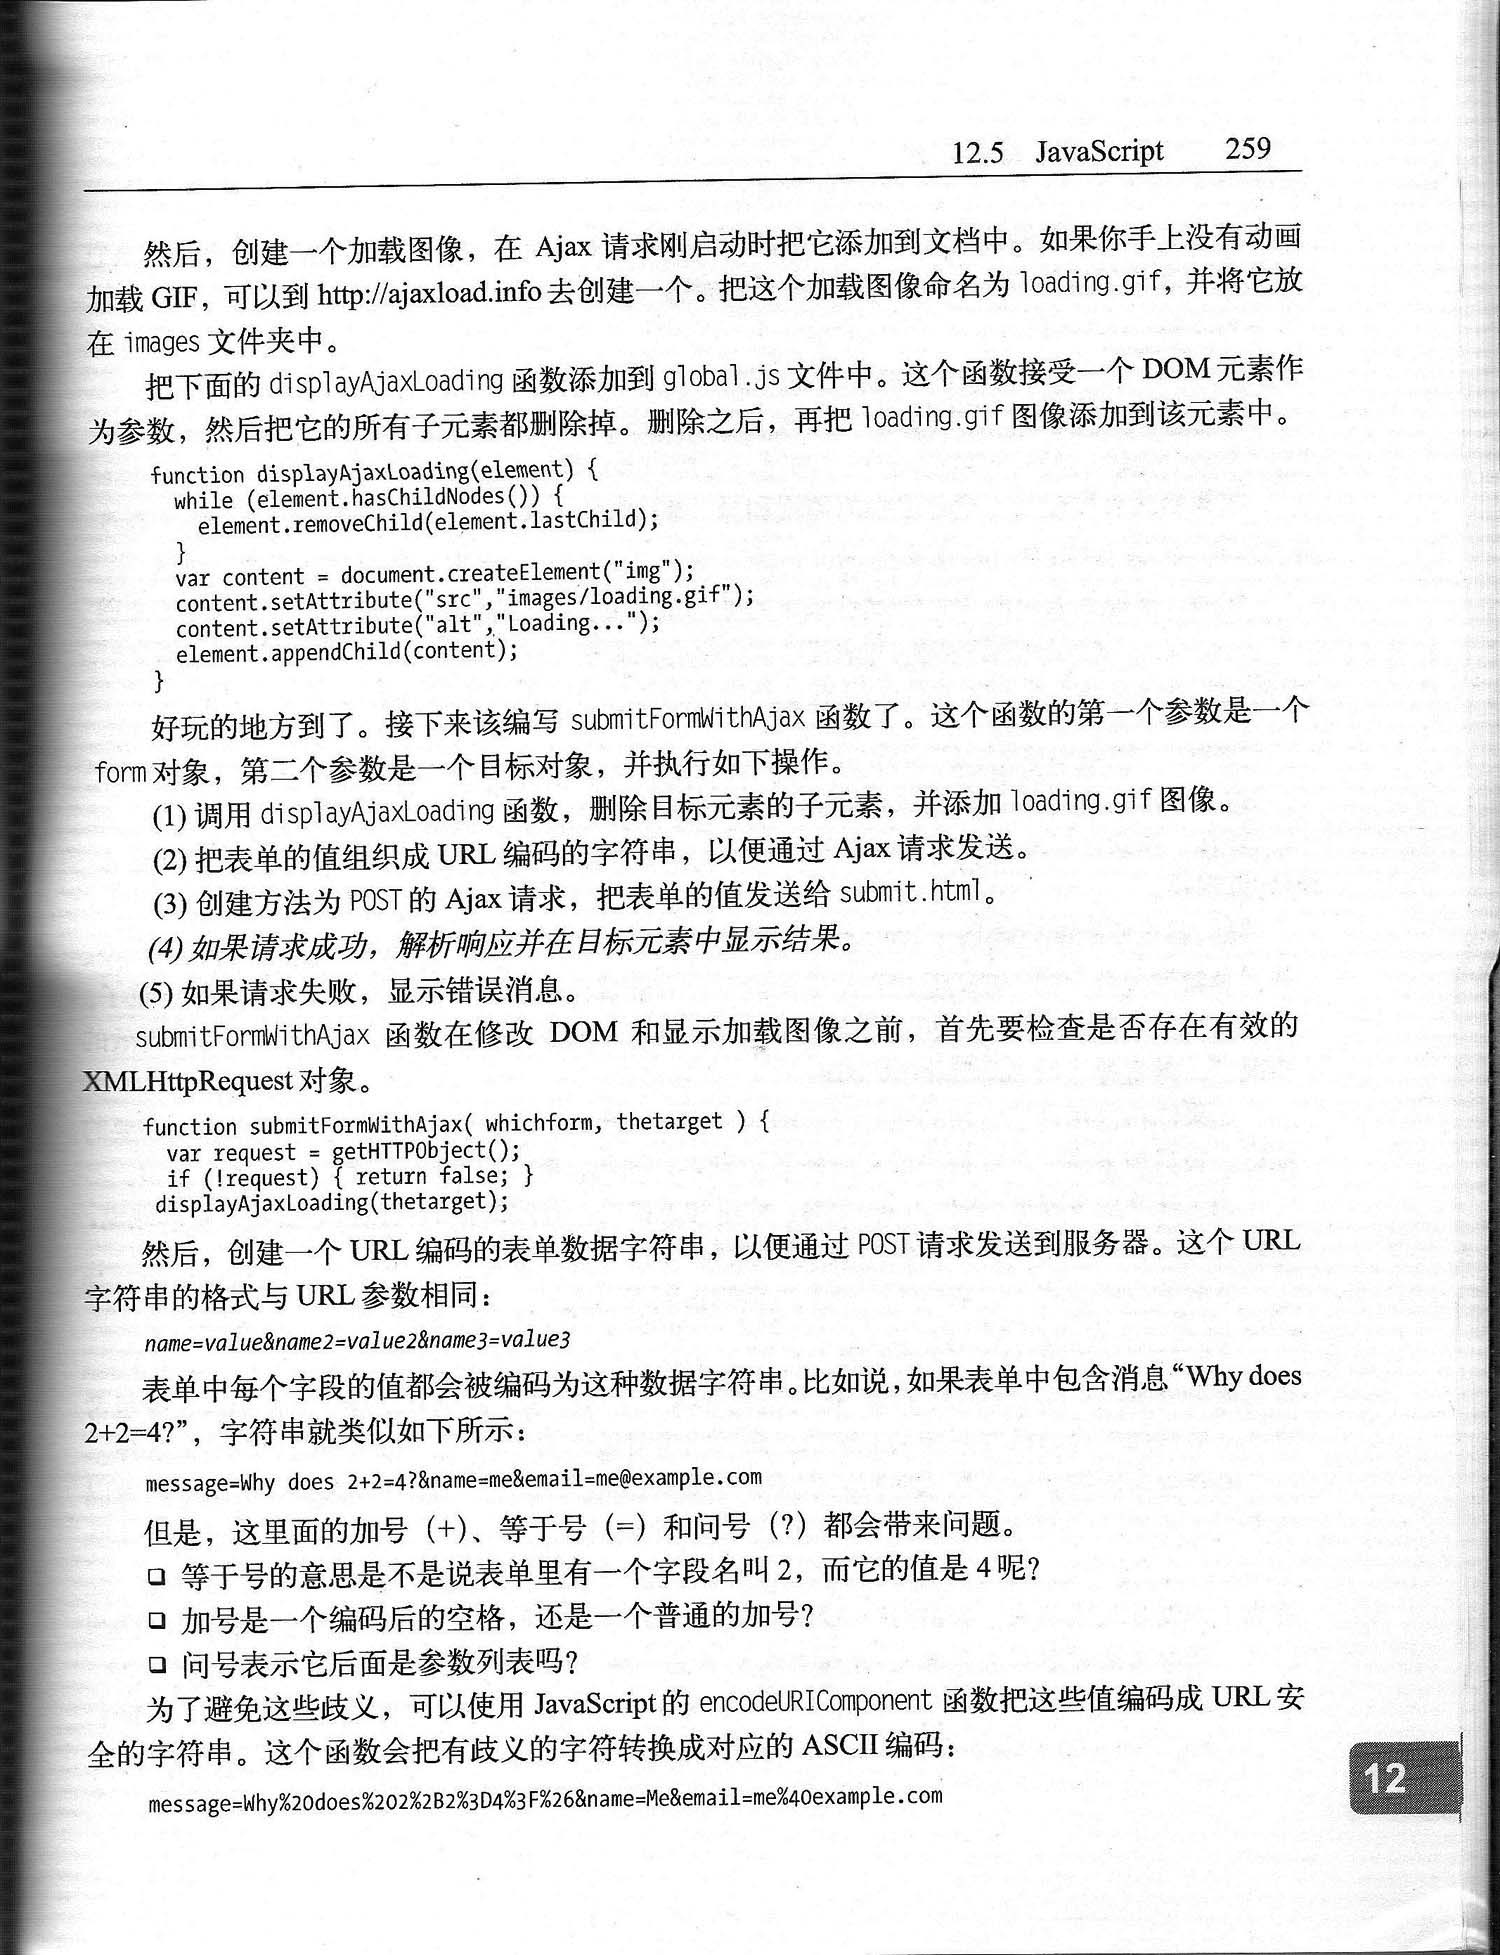 12.5 JavaScript 259
然后，创建一个加载图像，在 Ajax 请求刚启动时把它添加到文档中。如果你手上没有动画
加载 GIF，可以到 http://ajaxload.info 去创建一个。把这个加载图像命名为 loading.gif，并将它放
在 images 文件夹中。
把下面的 displayAjaxLoading 函数添加到 global.js 文件中。这个函数接受一个 DOM 元素作
为参数，然后把它的所有子元素都删除掉。删除之后，再把 loading.gif 图像添加到该元素中。
function displayAjaxLoading(element) {
while (element.hasChildNodes()) {
element.removeChild(element.lastChild);
}
var content = document.createElement("img");
content.setAttribute("src","images/loading.gif");
content.setAttribute("alt","Loading...");
element.appendChild(content);
}
好玩的地方到了。接下来该编写 submitFormWithAjax 函数了。这个函数的第一个参数是一个
form 对象，第二个参数是一个目标对象，并执行如下操作。
(1) 调用 displayAjaxLoading 函数，删除目标元素的子元素，并添加 loading.gif 图像。
(2) 把表单的值组织成 URL 编码的字符串，以便通过 Ajax 请求发送。
(3) 创建方法为 POST 的 Ajax 请求，把表单的值发送给 submit.html。
(4) 如果请求成功，解析响应并在目标元素中显示结果。
(5) 如果请求失败，显示错误消息。
submitFormWithAjax 函数在修改 DOM 和显示加载图像之前，首先要检查是否存在有效的
XMLHttpRequest 对象。
function submitFormWithAjax( whichform, thetarget ) {
var request = getHTTPObject();
if (!request) { return false; }
displayAjaxLoading(thetarget);
然后，创建一个 URL 编码的表单数据字符串，以便通过 POST 请求发送到服务器。这个 URL
字符串的格式与 URL 参数相同：
name=value&name2=value2&name3=value3
表单中每个字段的值都会被编码为这种数据字符串。比如说，如果表单中包含消息“Why does
2+2=4?”，字符串就类似如下所示：
message=Why does 2+2=4?&name=me&email=me@example.com
但是，这里面的加号（+）、等于号（=）和问号（?）都会带来问题。
❑ 等于号的意思是不是说表单里有一个字段名叫 2，而它的值是 4 呢？
❑ 加号是一个编码后的空格，还是一个普通的加号？
❑ 问号表示它后面是参数列表吗？
为了避免这些歧义，可以使用 JavaScript 的 encodeURIComponent 函数把这些值编码成 URL 安
全的字符串。这个函数会把有歧义的字符转换成对应的 ASCII 编码：
message=Why%20does%202%2B2%3D4%3F%26&name=Me&email=me%40example.com
12